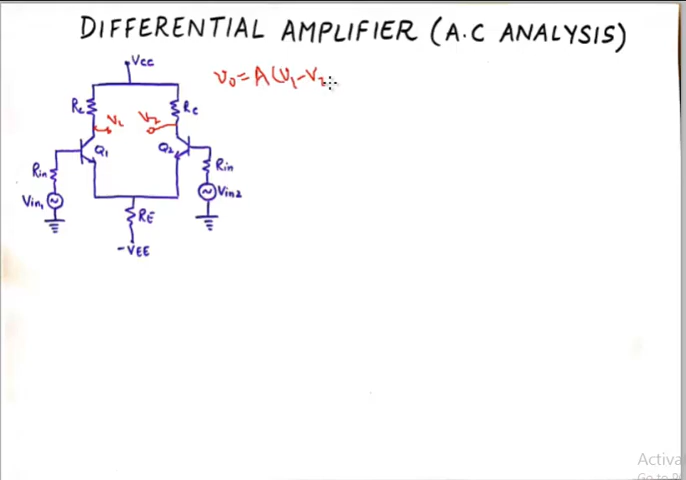 DIFFERENTIAL AMPLIFIER (A.C ANALYSIS)
Vcc
v₀ = A (v₁ - v₂
Rc
Rc
V₂
Q1
Q2
Rin
Rin
Vin1
Vin2
RE
-VEE
Activa